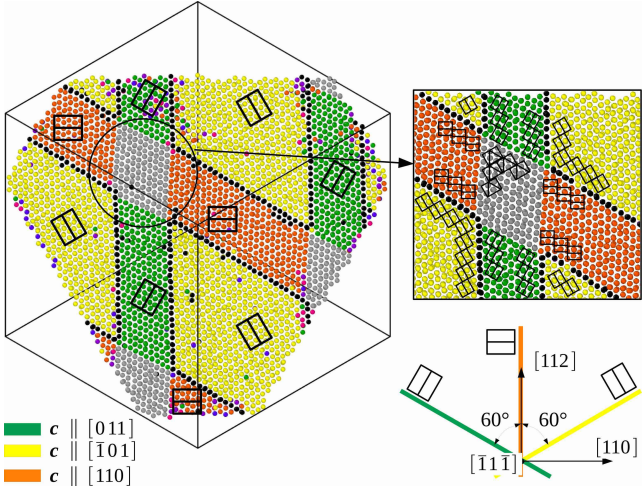 [112]
60° 60°
[1̄11̄] [110]
c ∥ [011]
c ∥ [1̄01]
c ∥ [110]